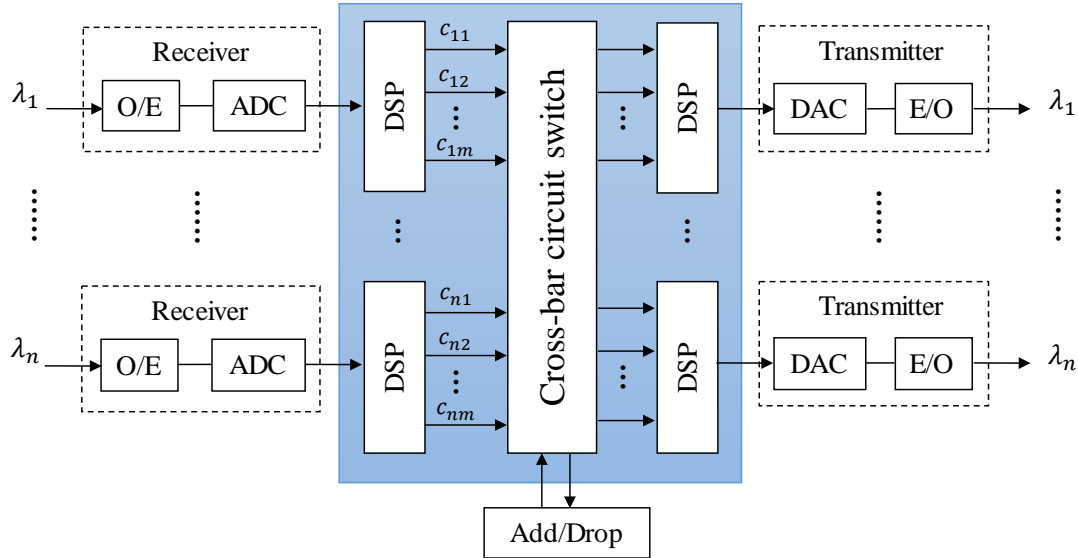 Receiver
λ₁
O/E
ADC
DSP
c₁₁
c₁₂
c₁ₘ
Cross-bar circuit switch
DSP
Transmitter
DAC
E/O
λ₁
Receiver
λₙ
O/E
ADC
DSP
cₙ₁
cₙ₂
cₙₘ
DSP
Transmitter
DAC
E/O
λₙ
Add/Drop